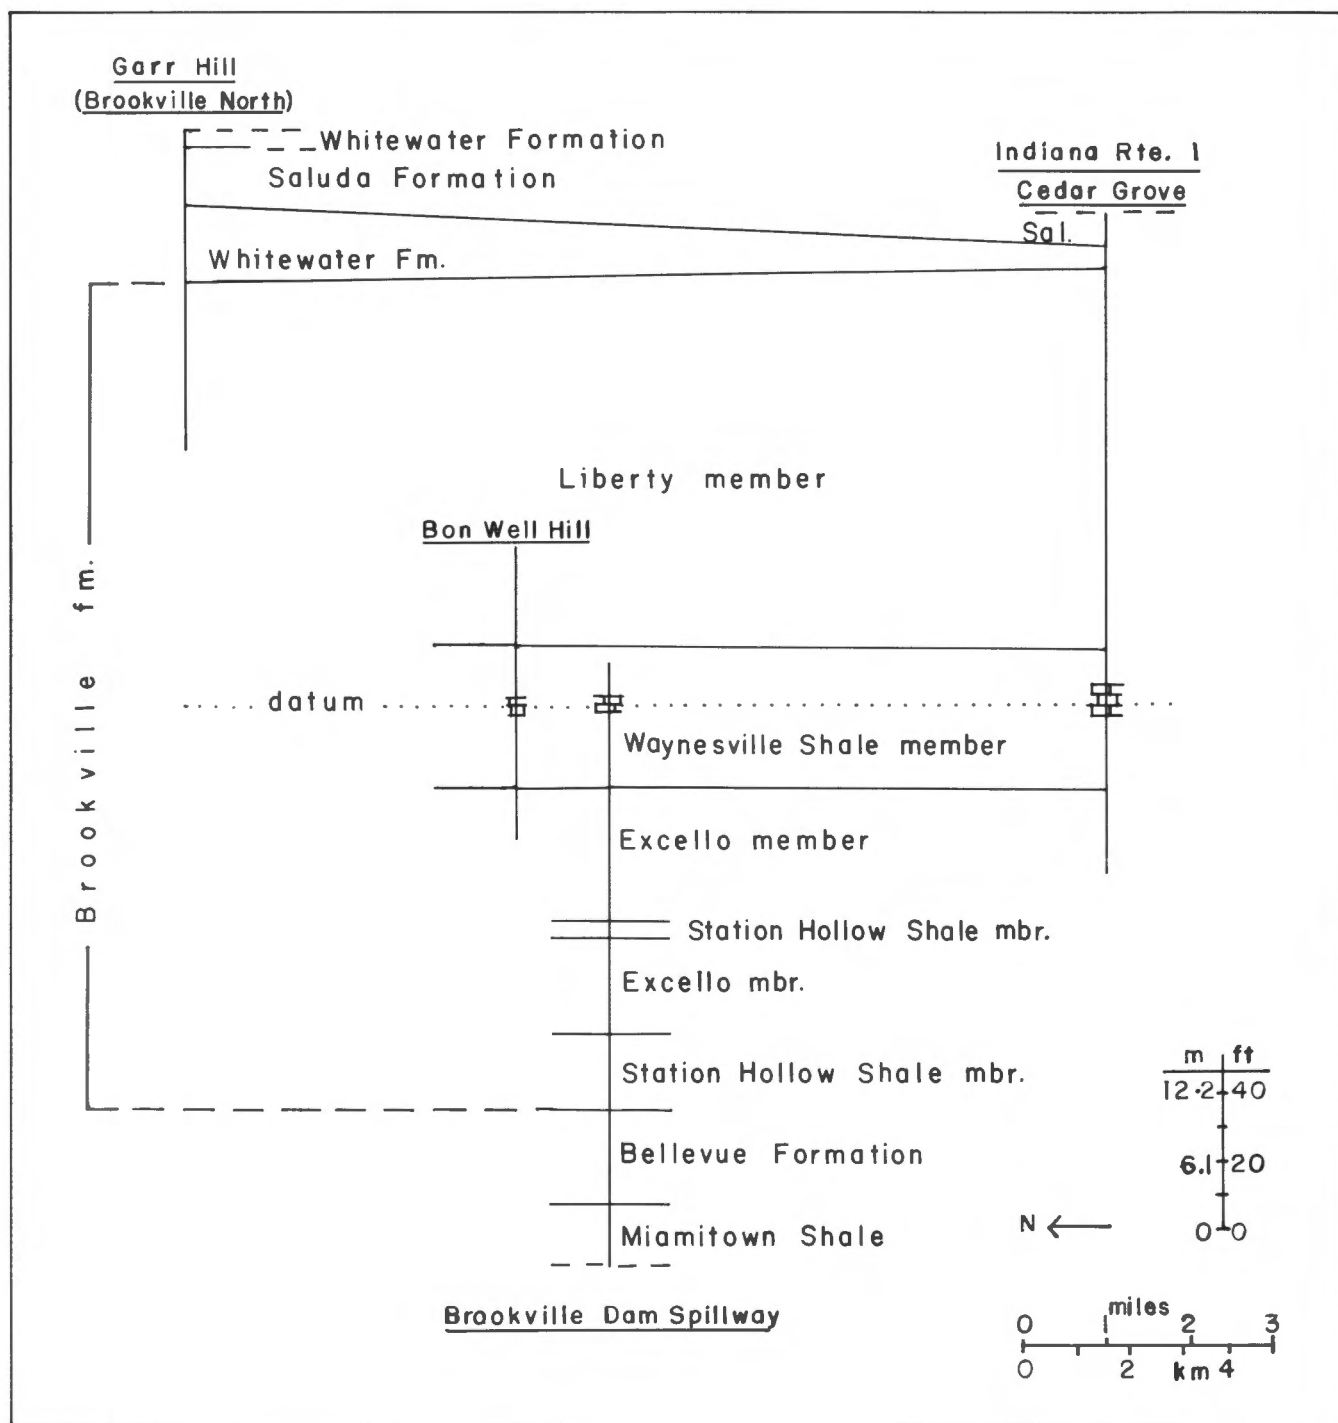 Garr Hill
(Brookville North)
Whitewater Formation
Saluda Formation
Indiana Rte. 1
Cedar Grove
Sal.
Whitewater Fm.
Liberty member
Bon Well Hill
Brookville fm.
datum
Waynesville Shale member
Excello member
Station Hollow Shale mbr.
Excello mbr.
Station Hollow Shale mbr.
Bellevue Formation
Miamitown Shale
Brookville Dam Spillway
m ft
12.2 40
6.1 20
0 0
N
miles
0 1 2 3
0 2 km 4